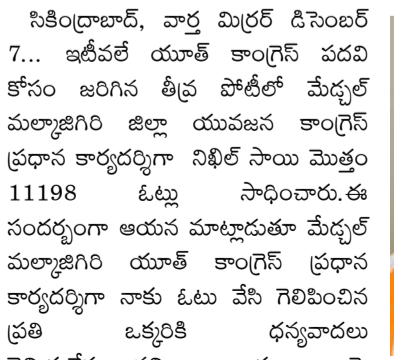 సికింద్రాబాద్, వార్త మిర్రర్ డిసెంబర్
7... ఇటీవలే యూత్ కాంగ్రెస్ పదవి
కోసం జరిగిన తీవ్ర పోటీలో మేడ్చల్
మల్కాజిగిరి జిల్లా యువజన కాంగ్రెస్
ప్రధాన కార్యదర్శిగా నిఖిల్ సాయి మొత్తం
11198 ఓట్లు సాధించారు.ఈ
సందర్భంగా ఆయన మాట్లాడుతూ మేడ్చల్
మల్కాజిగిరి యూత్ కాంగ్రెస్ ప్రధాన
కార్యదర్శిగా నాకు ఓటు వేసి గెలిపించిన
ప్రతి ఒక్కరికి ధన్యవాదలు